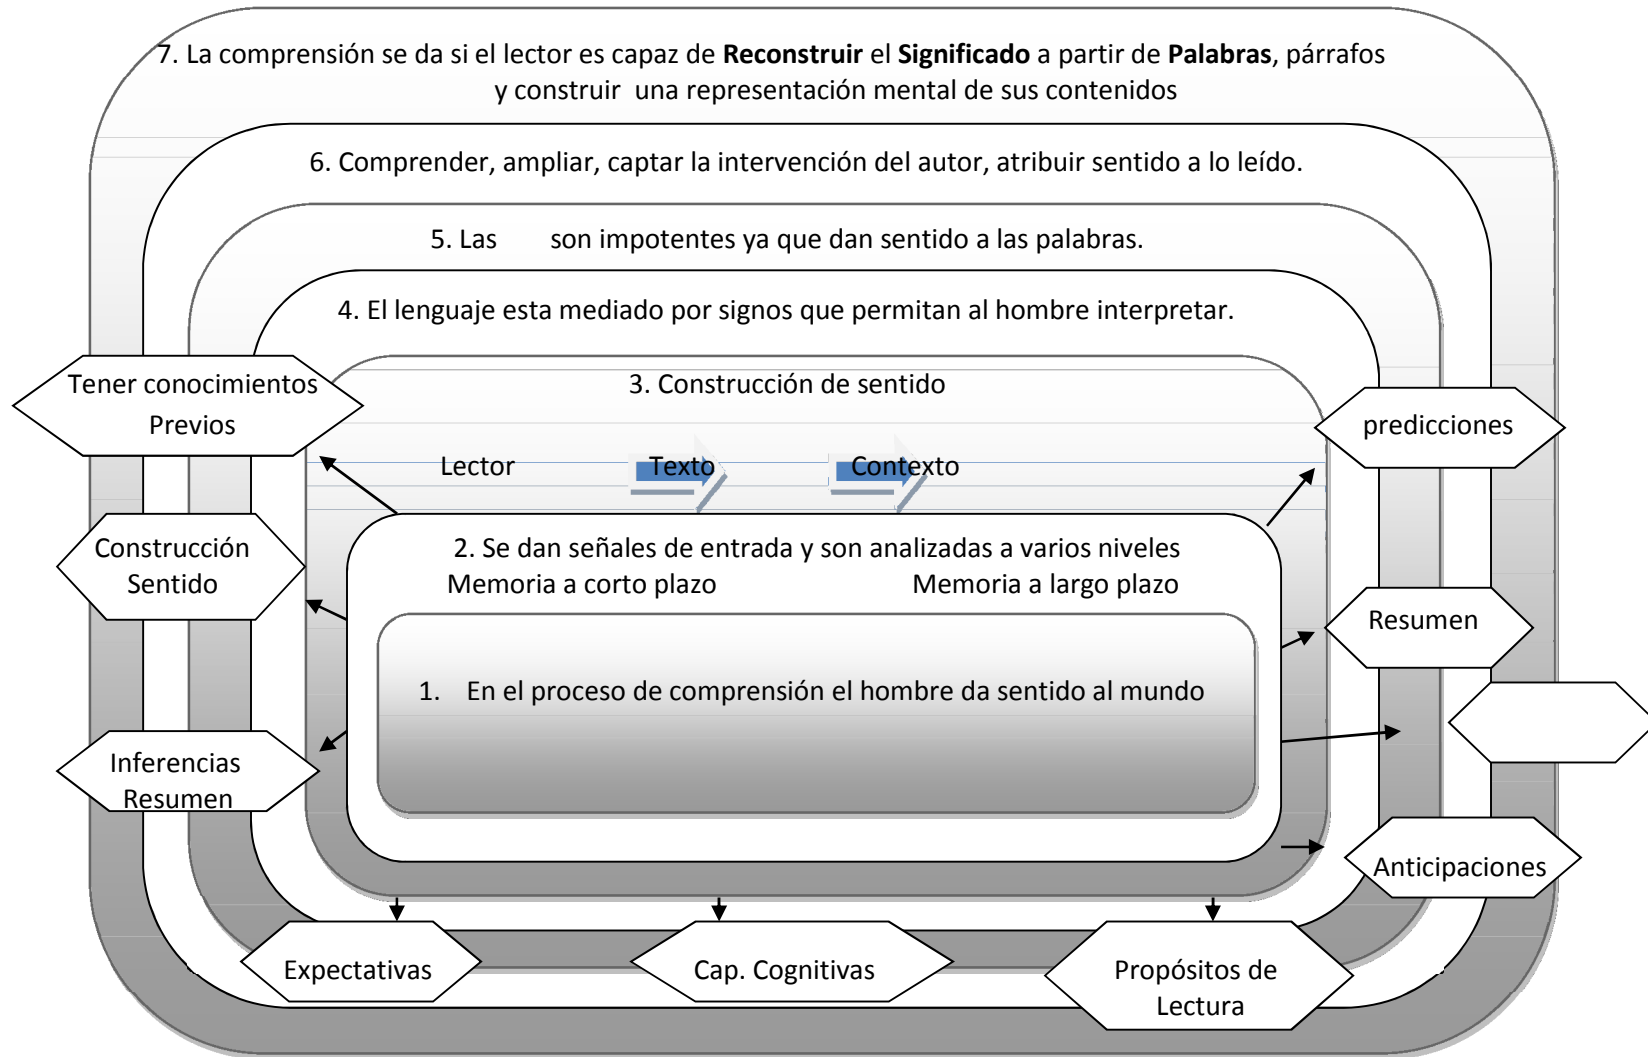 7. La comprensión se da si el lector es capaz de Reconstruir el Significado a partir de Palabras, párrafos
y construir una representación mental de sus contenidos
6. Comprender, ampliar, captar la intervención del autor, atribuir sentido a lo leído.
5. Las son impotentes ya que dan sentido a las palabras.
4. El lenguaje esta mediado por signos que permitan al hombre interpretar.
3. Construcción de sentido
Lector Texto Contexto
2. Se dan señales de entrada y son analizadas a varios niveles
Memoria a corto plazo Memoria a largo plazo
1. En el proceso de comprensión el hombre da sentido al mundo
Tener conocimientos
Previos
Construcción
Sentido
Inferencias
Resumen
predicciones
Resumen
Anticipaciones
Expectativas
Cap. Cognitivas
Propósitos de
Lectura